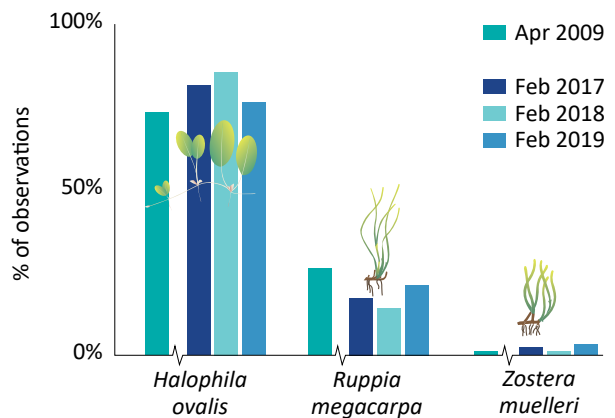 100%
50%
0%
% of observations
Apr 2009
Feb 2017
Feb 2018
Feb 2019
Halophila
ovalis
Ruppia
megacarpa
Zostera
muelleri